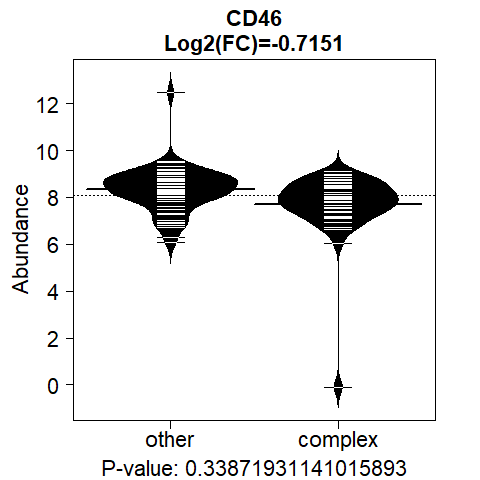 CD46
Log2(FC)=-0.7151
Abundance
12
10
8
6
4
2
0
other complex
P-value: 0.33871931141015893